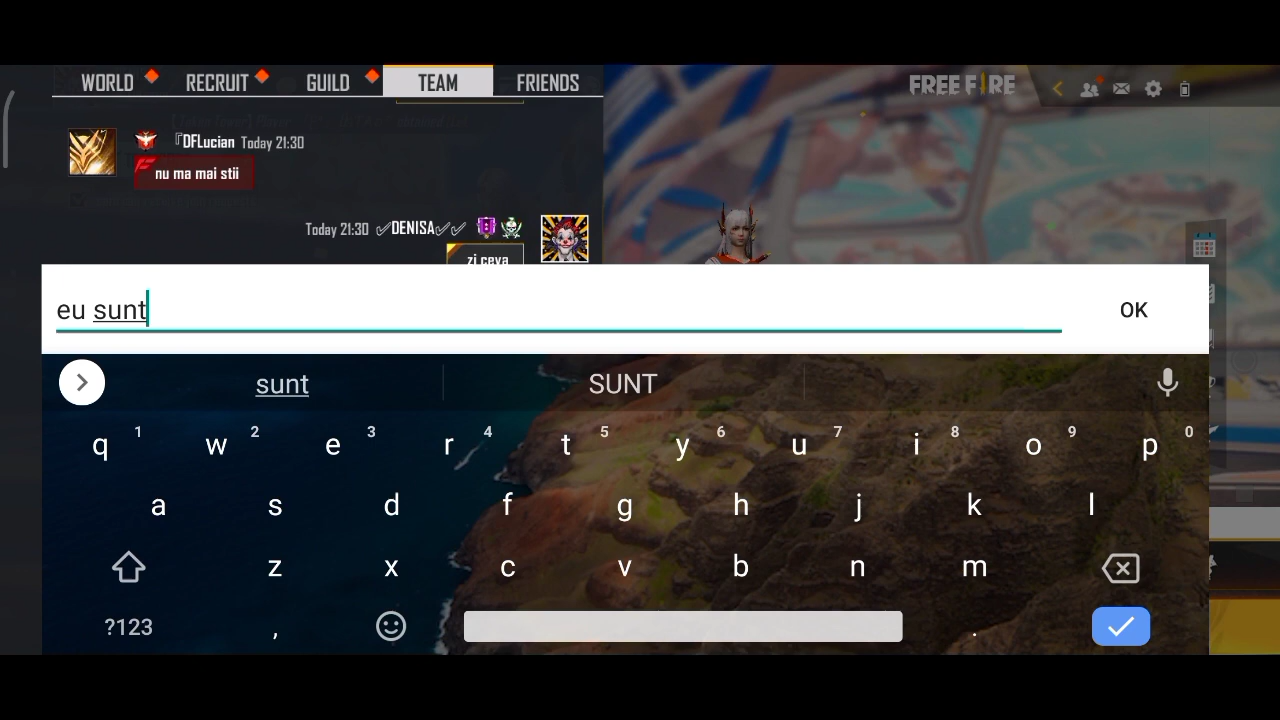 WORLD RECRUIT GUILD TEAM FRIENDS
FREE FIRE
『DFLucian Today 21:30
nu ma mai stii
Today 21:30 ✅DENISA✅✅
zi ceva
eu sunt
OK
sunt SUNT
q 1 w 2 e 3 r 4 t 5 y 6 u 7 i 8 o 9 p 0
a s d f g h j k l
z x c v b n m
?123 , .